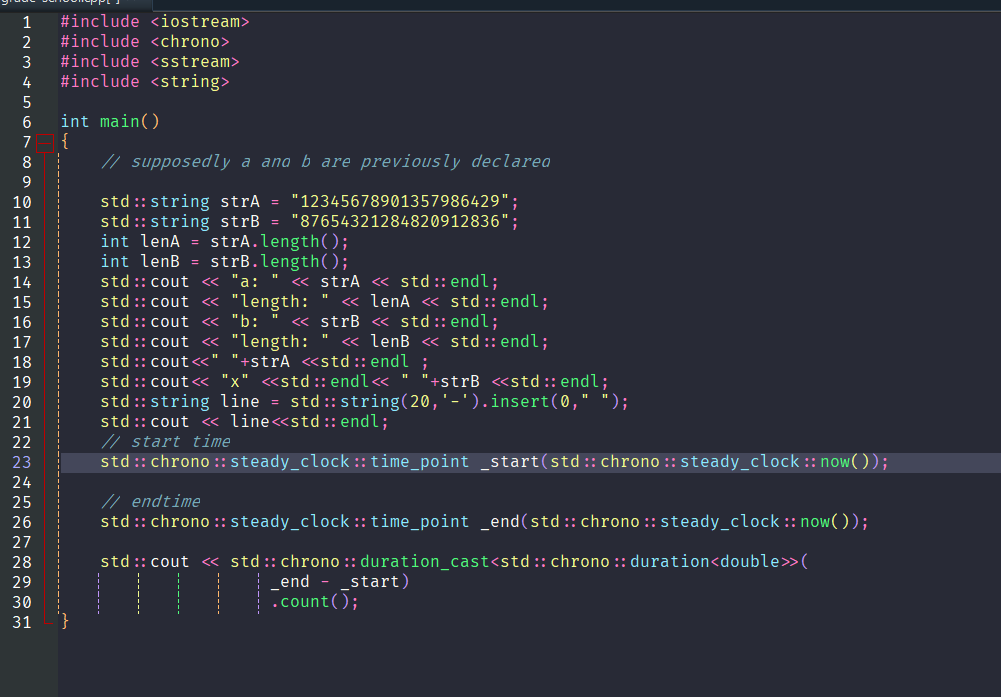 1 #include <iostream>
2 #include <chrono>
3 #include <sstream>
4 #include <string>
5
6 int main()
7 {
8     // supposedly a and b are previously declared
9
10     std::string strA = "12345678901357986429";
11     std::string strB = "87654321284820912836";
12     int lenA = strA.length();
13     int lenB = strB.length();
14     std::cout << "a: " << strA << std::endl;
15     std::cout << "length: " << lenA << std::endl;
16     std::cout << "b: " << strB << std::endl;
17     std::cout << "length: " << lenB << std::endl;
18     std::cout<<" "+strA <<std::endl ;
19     std::cout<< "x" <<std::endl<< " "+strB <<std::endl;
20     std::string line = std::string(20,'-').insert(0," ");
21     std::cout << line<<std::endl;
22     // start time
23     std::chrono::steady_clock::time_point _start(std::chrono::steady_clock::now());
24
25     // endtime
26     std::chrono::steady_clock::time_point _end(std::chrono::steady_clock::now());
27
28     std::cout << std::chrono::duration_cast<std::chrono::duration<double>>(
29                      _end - _start)
30                      .count();
31 }